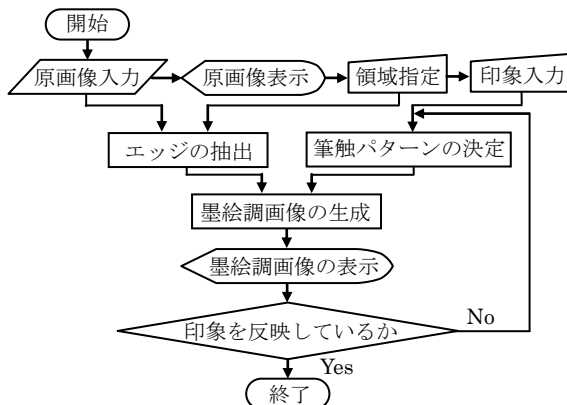 開始
原画像入力
原画像表示
領域指定
印象入力
エッジの抽出
筆触パターンの決定
墨絵調画像の生成
墨絵調画像の表示
印象を反映しているか
No
Yes
終了